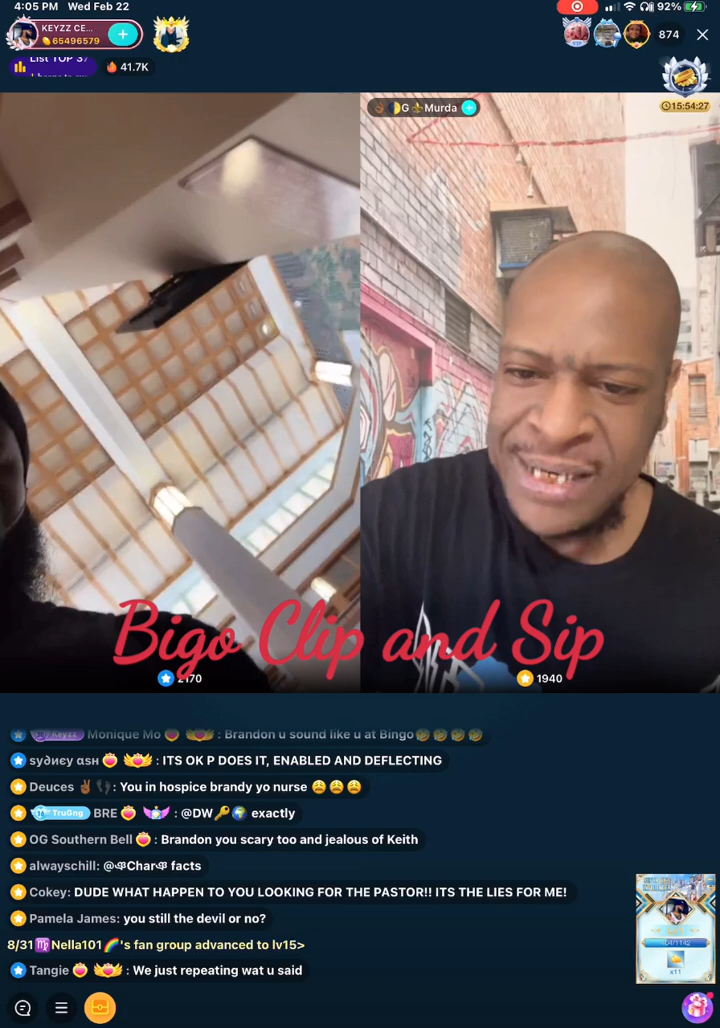 4:05 PM Wed Feb 22
92%
KEYZZ CE...
65496579
874
41.7K
15:54:27
G Murda
Bigo Clip and Sip
2170
1940
Keyzz Monique Mo : Brandon u sound like u at Bingo
syдиєy αsн : ITS OK P DOES IT, ENABLED AND DEFLECTING
Deuces : You in hospice brandy yo nurse
TruGng BRE : @DW exactly
OG Southern Bell : Brandon you scary too and jealous of Keith
alwayschill: @Char facts
Cokey: DUDE WHAT HAPPEN TO YOU LOOKING FOR THE PASTOR!! ITS THE LIES FOR ME!
Pamela James: you still the devil or no?
8/31 Nella101 's fan group advanced to lv15>
Tangie : We just repeating wat u said
x11